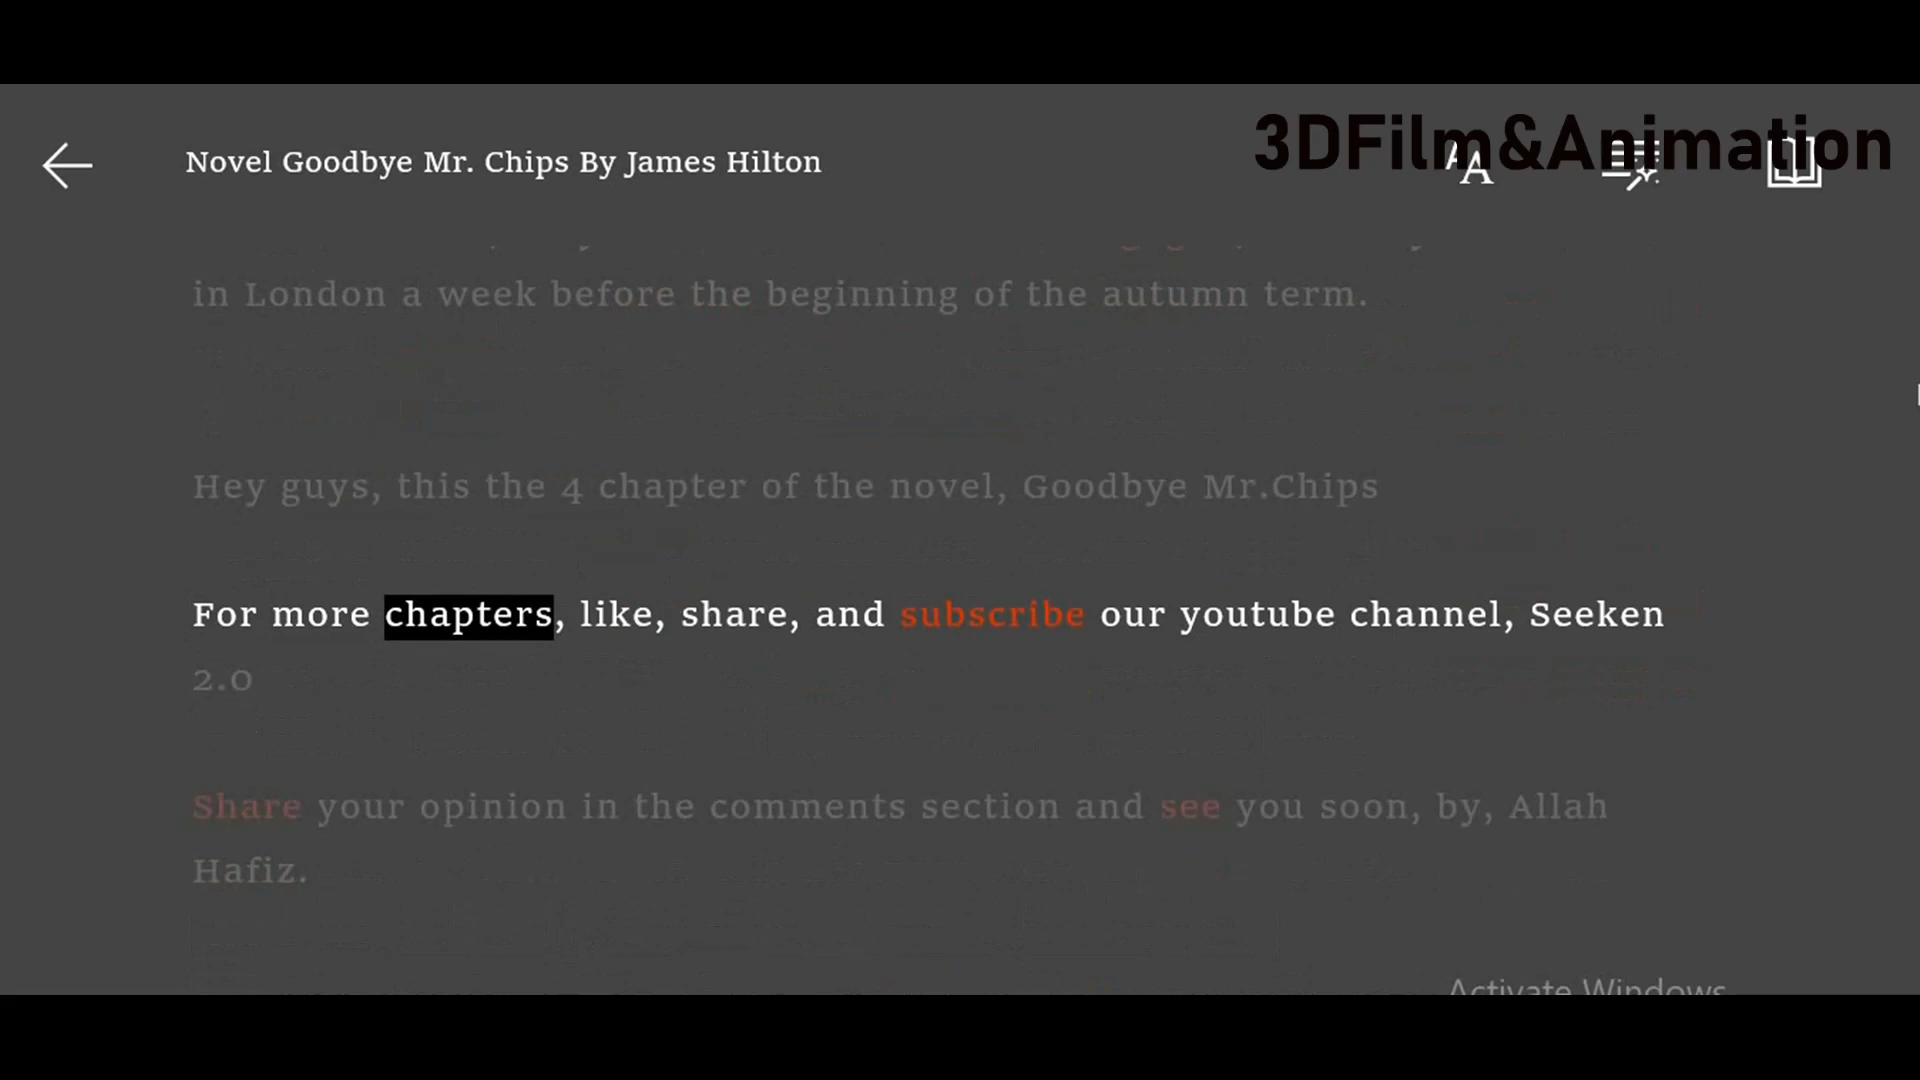 3DFilm&Animation
Novel Goodbye Mr. Chips By James Hilton
in London a week before the beginning of the autumn term.
Hey guys, this the 4 chapter of the novel, Goodbye Mr.Chips
For more chapters, like, share, and subscribe our youtube channel, Seeken
2.0
Share your opinion in the comments section and see you soon, by, Allah
Hafiz.
Activate Windows